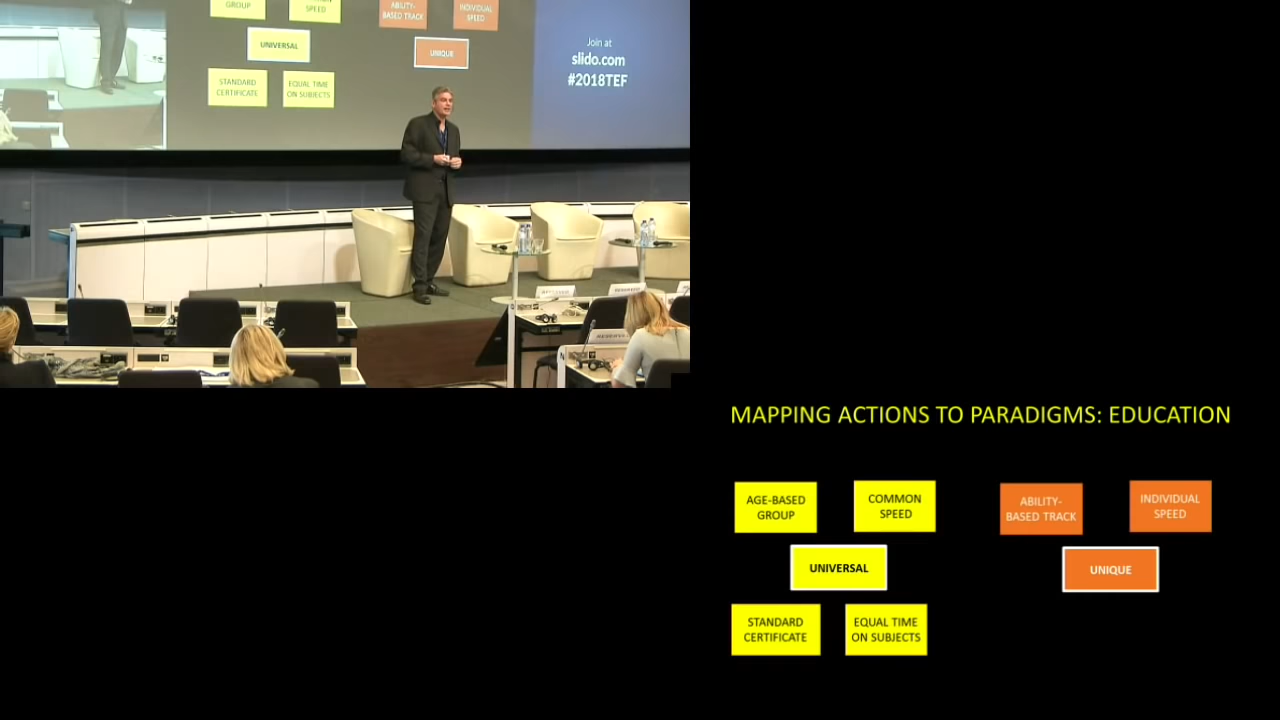 GROUP
SPEED
ABILITY-
BASED TRACK
INDIVIDUAL
SPEED
UNIVERSAL
UNIQUE
STANDARD
CERTIFICATE
EQUAL TIME
ON SUBJECTS
Join at
slido.com
#2018TEF
MAPPING ACTIONS TO PARADIGMS: EDUCATION
AGE-BASED
GROUP
COMMON
SPEED
ABILITY-
BASED TRACK
INDIVIDUAL
SPEED
UNIVERSAL
UNIQUE
STANDARD
CERTIFICATE
EQUAL TIME
ON SUBJECTS